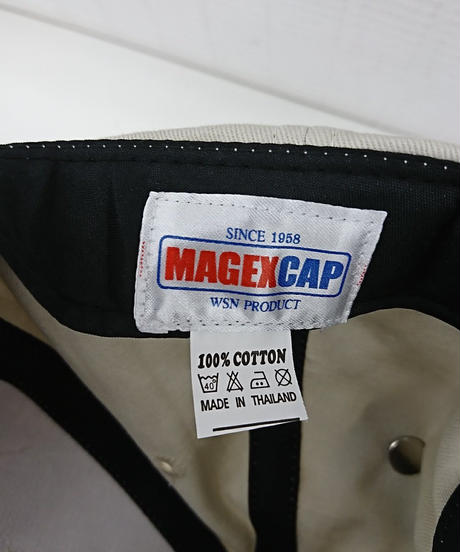 SINCE 1958
MAGEXCAP
WSN PRODUCT
100% COTTON
40°
MADE IN THAILAND